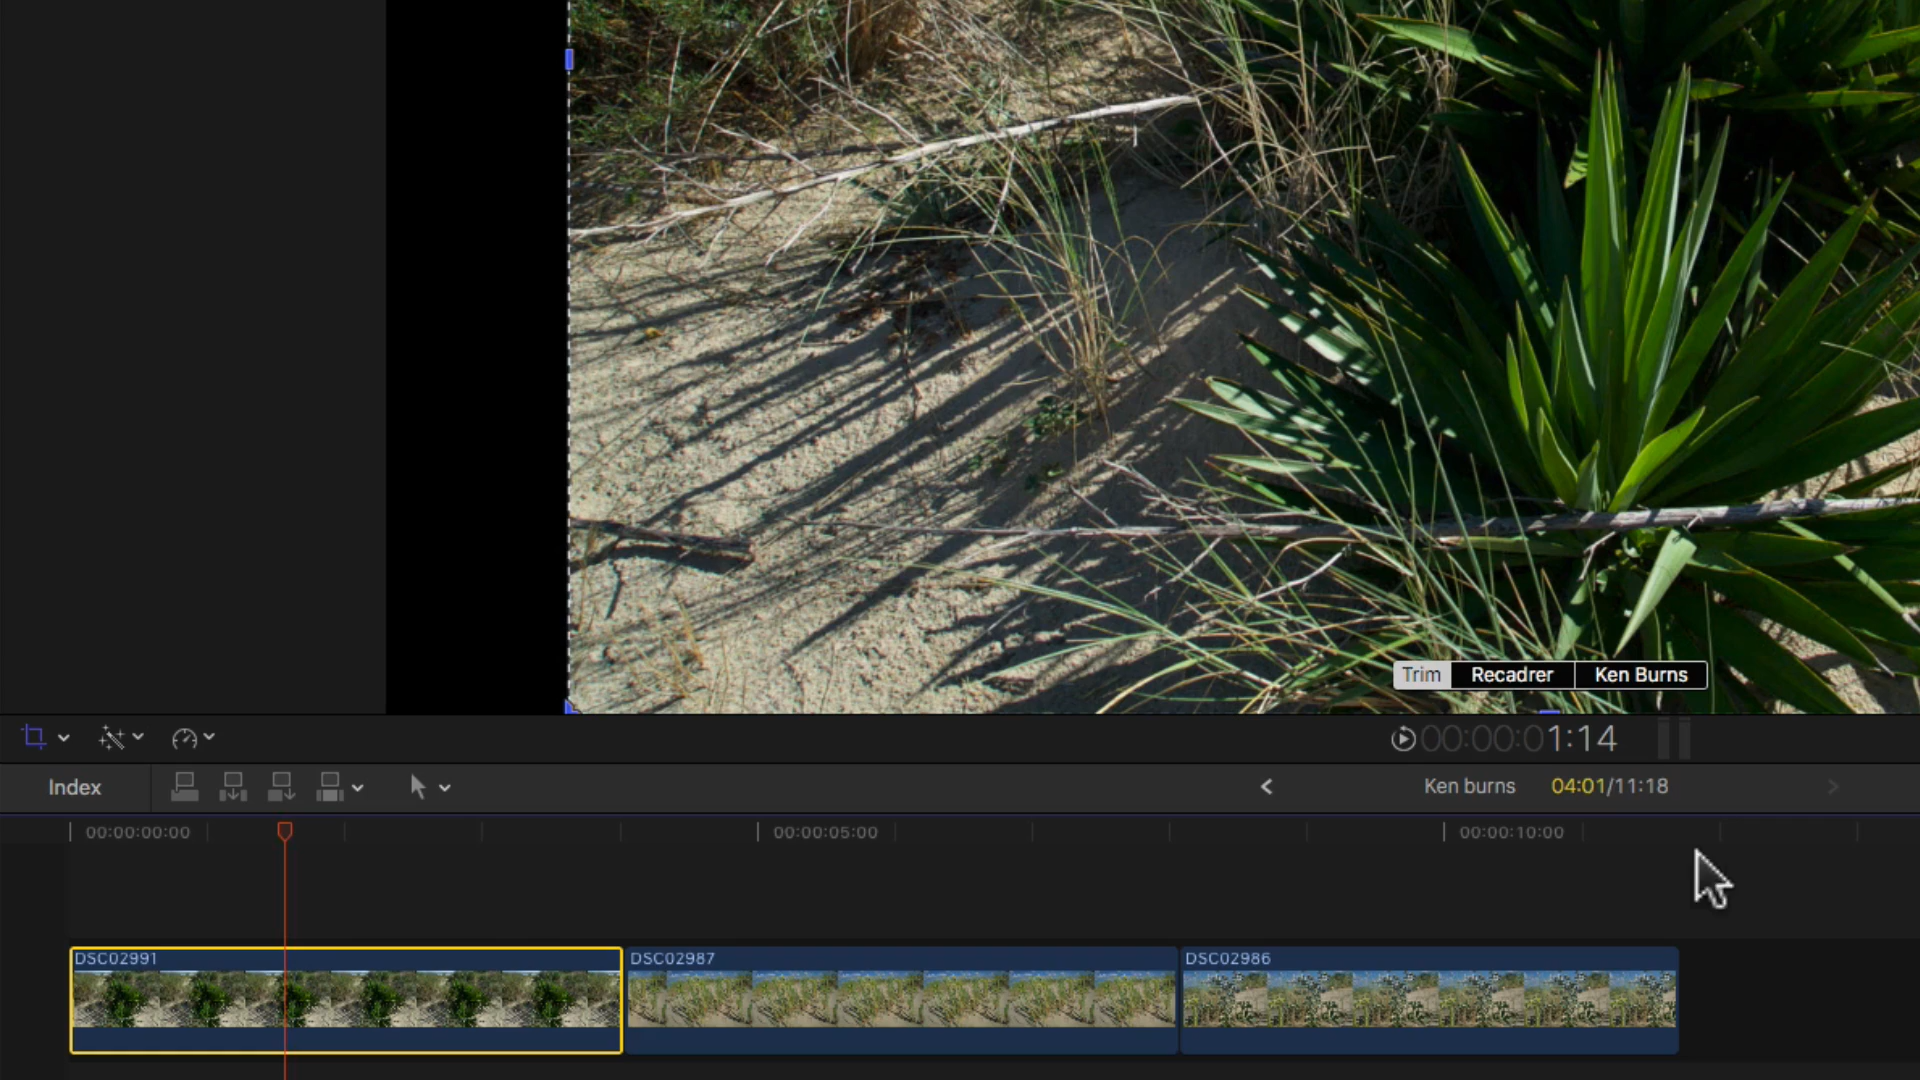 Trim Recadrer Ken Burns
00:00:01:14
Index
Ken burns 04:01/11:18
00:00:00:00 00:00:05:00 00:00:10:00
DSC02991 DSC02987 DSC02986